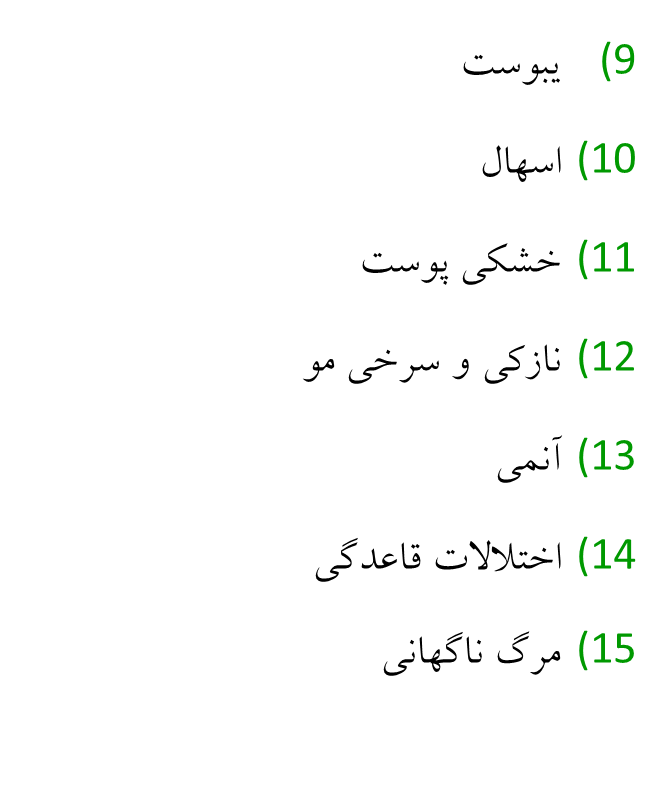 9) یبوست
10) اسهال
11) خشکی پوست
12) نازکی و سرخی مو
13) آنمی
14) اختلالات قاعدگی
15) مرگ ناگهانی